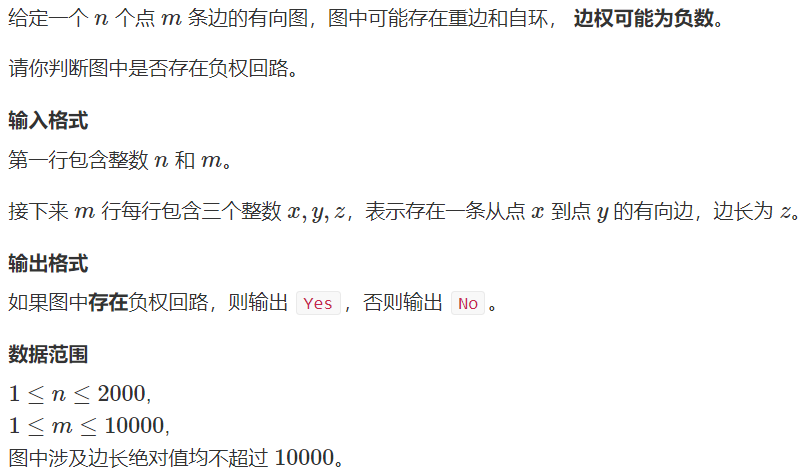 给定一个 n 个点 m 条边的有向图，图中可能存在重边和自环， 边权可能为负数。
请你判断图中是否存在负权回路。
输入格式
第一行包含整数 n 和 m。
接下来 m 行每行包含三个整数 x, y, z，表示存在一条从点 x 到点 y 的有向边，边长为 z。
输出格式
如果图中存在负权回路，则输出 Yes，否则输出 No。
数据范围
1 ≤ n ≤ 2000,
1 ≤ m ≤ 10000,
图中涉及边长绝对值均不超过 10000。